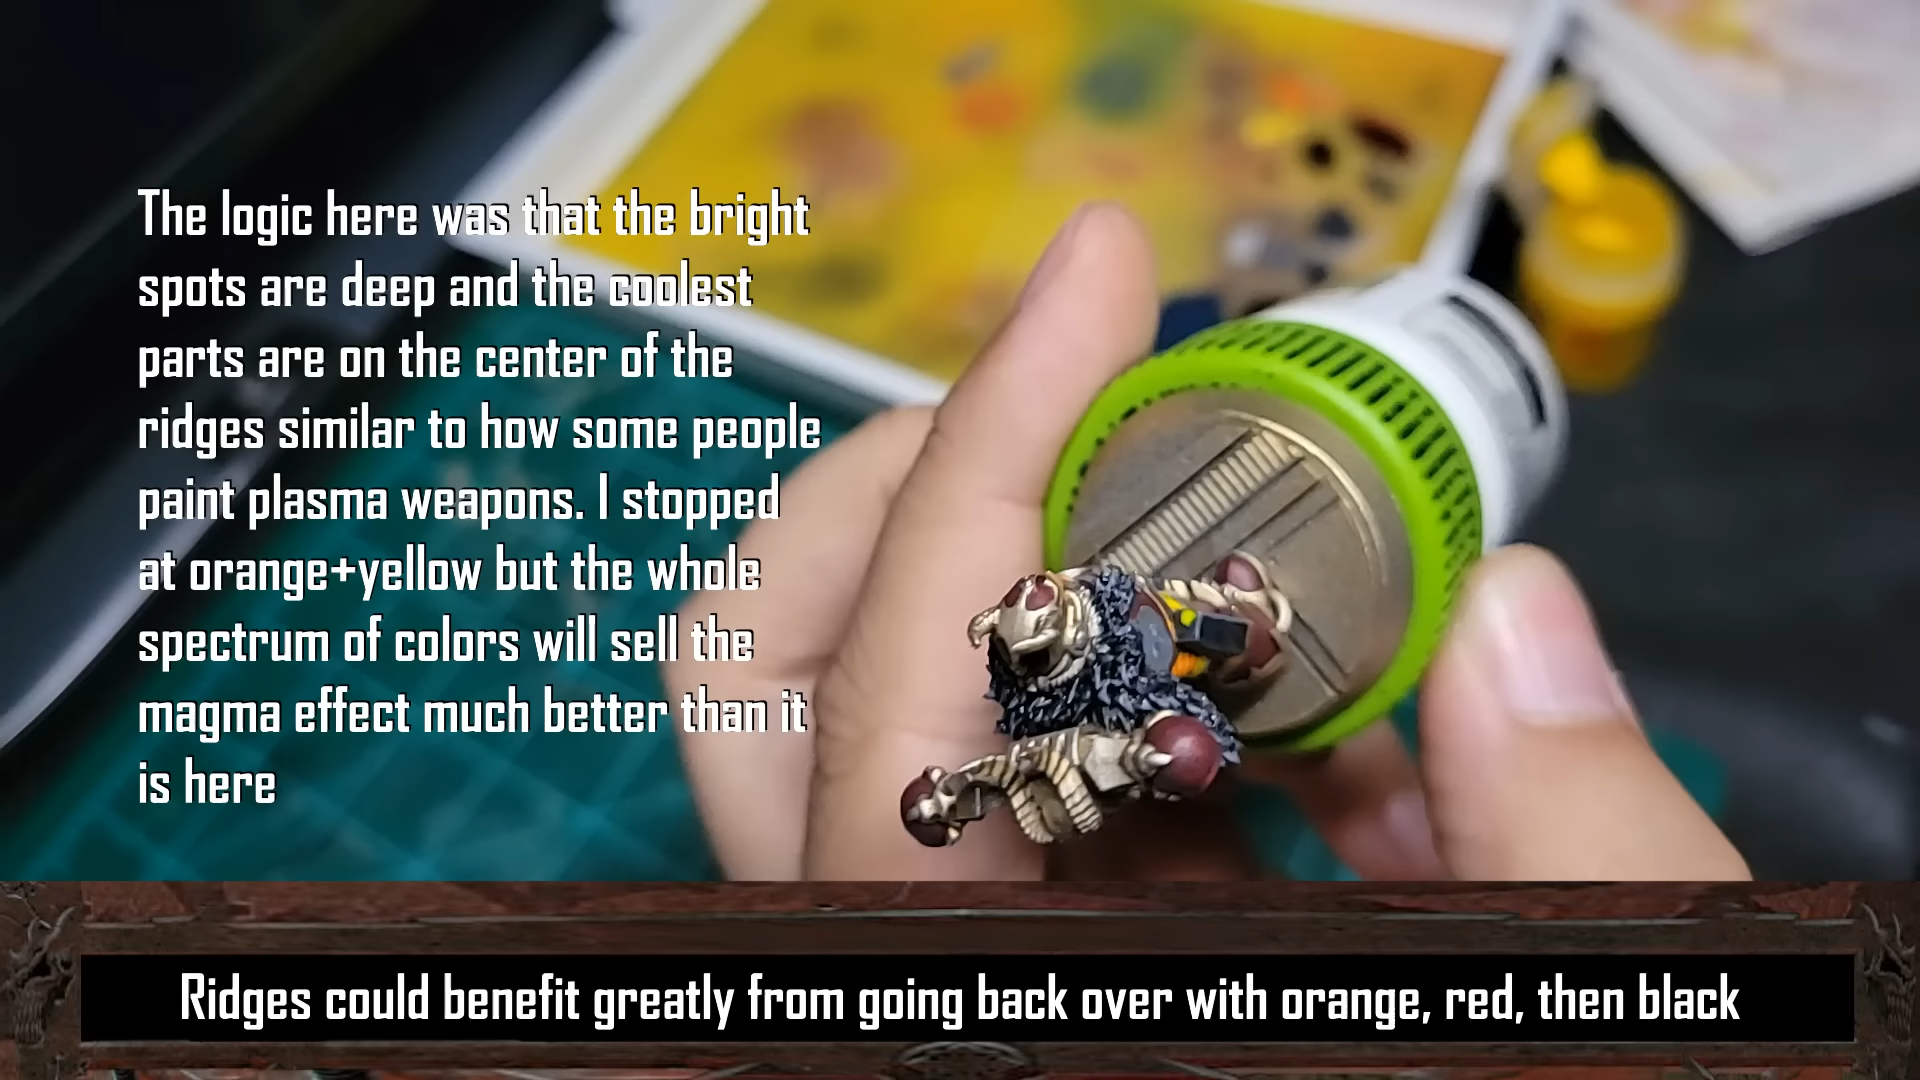 The logic here was that the bright
spots are deep and the coolest
parts are on the center of the
ridges similar to how some people
paint plasma weapons. I stopped
at orange+yellow but the whole
spectrum of colors will sell the
magma effect much better than it
is here
Ridges could benefit greatly from going back over with orange, red, then black